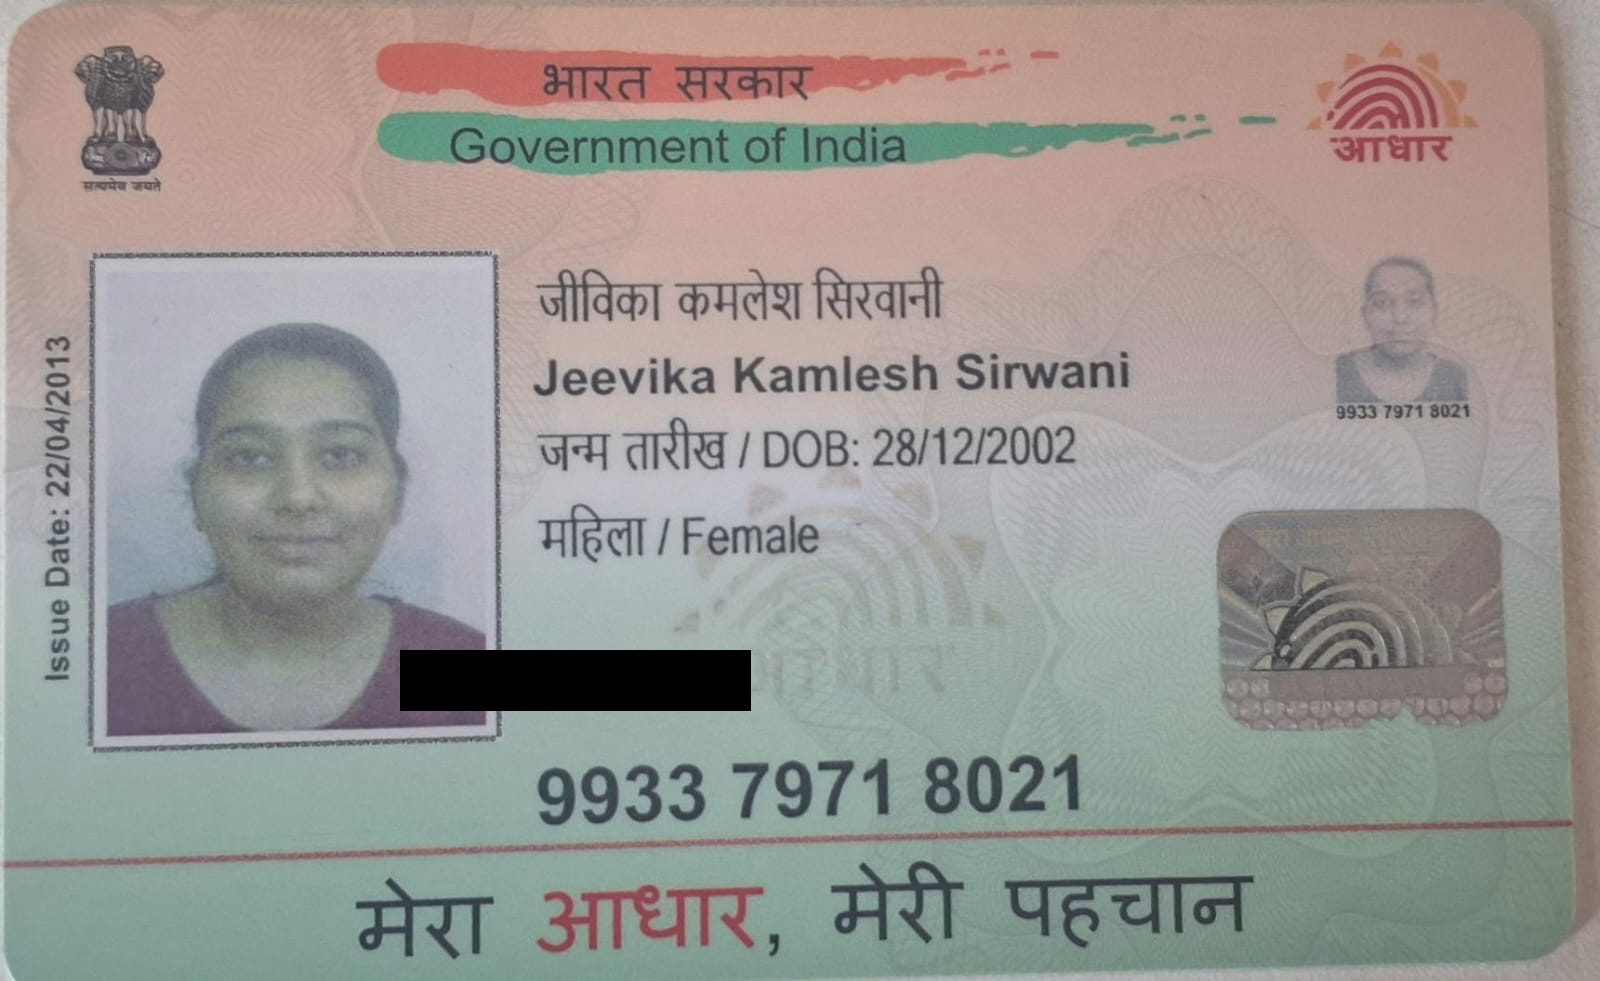 भारत सरकार
Government of India
सत्यमेव जयते
आधार
Issue Date: 22/04/2013
जीविका कमलेश सिरवानी
Jeevika Kamlesh Sirwani
जन्म तारीख / DOB: 28/12/2002
महिला / Female
9933 7971 8021
आधार
9933 7971 8021
मेरा आधार, मेरी पहचान